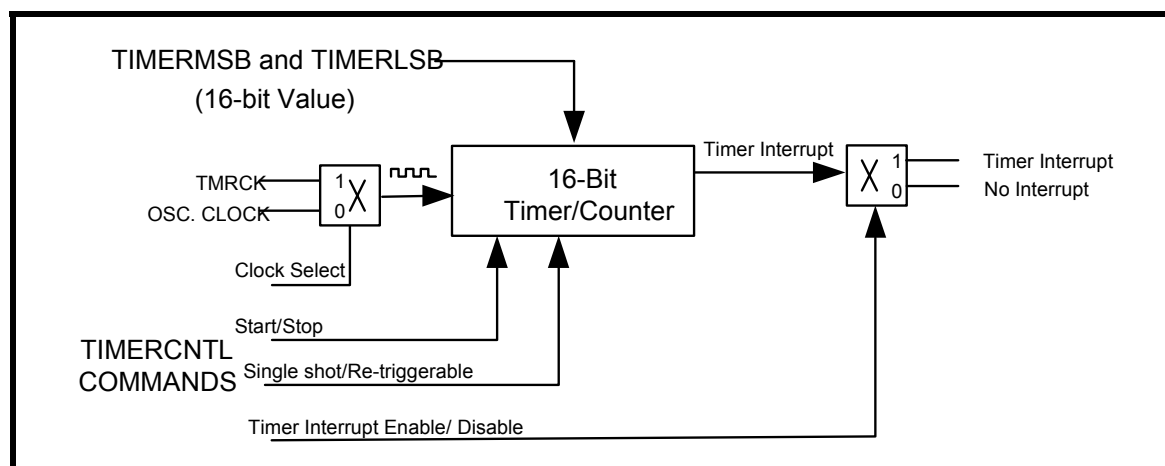 TIMERMSB and TIMERLSB
(16-bit Value)
Timer Interrupt
16-Bit
Timer/Counter
TMRCK
OSC. CLOCK
1
0
X
X
1
0
Timer Interrupt
No Interrupt
Clock Select
Start/Stop
TIMERCNTL
COMMANDS
Single shot/Re-triggerable
Timer Interrupt Enable/ Disable